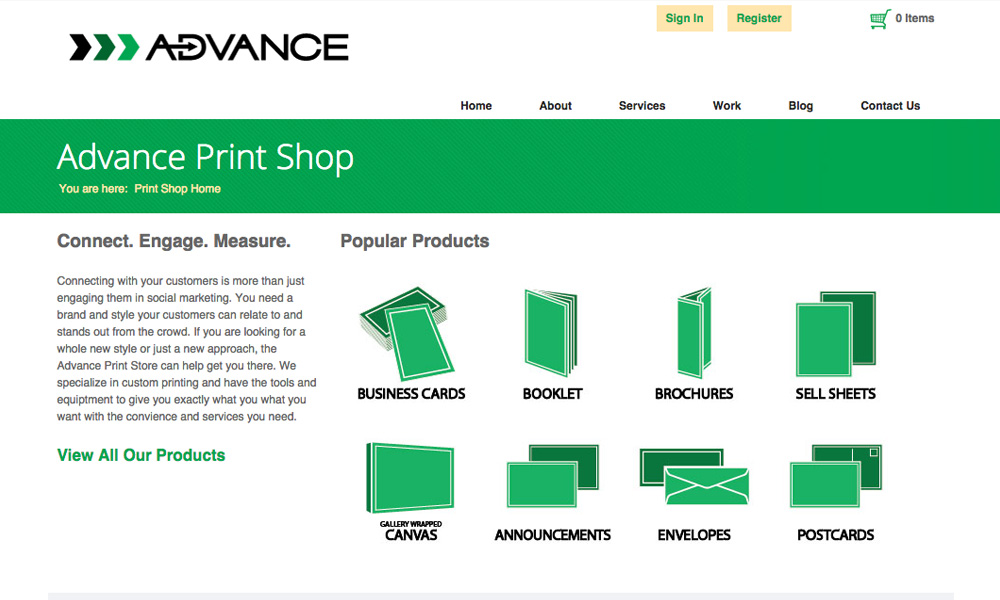 Sign In
Register
0 Items
ADVANCE
Home
About
Services
Work
Blog
Contact Us
Advance Print Shop
You are here: Print Shop Home
Connect. Engage. Measure.
Connecting with your customers is more than just
engaging them in social marketing. You need a
brand and style your customers can relate to and
stands out from the crowd. If you are looking for a
whole new style or just a new approach, the
Advance Print Store can help get you there. We
specialize in custom printing and have the tools and
equiptment to give you exactly what you what you
want with the convience and services you need.
View All Our Products
Popular Products
BUSINESS CARDS
BOOKLET
BROCHURES
SELL SHEETS
GALLERY WRAPPED
CANVAS
ANNOUNCEMENTS
ENVELOPES
POSTCARDS